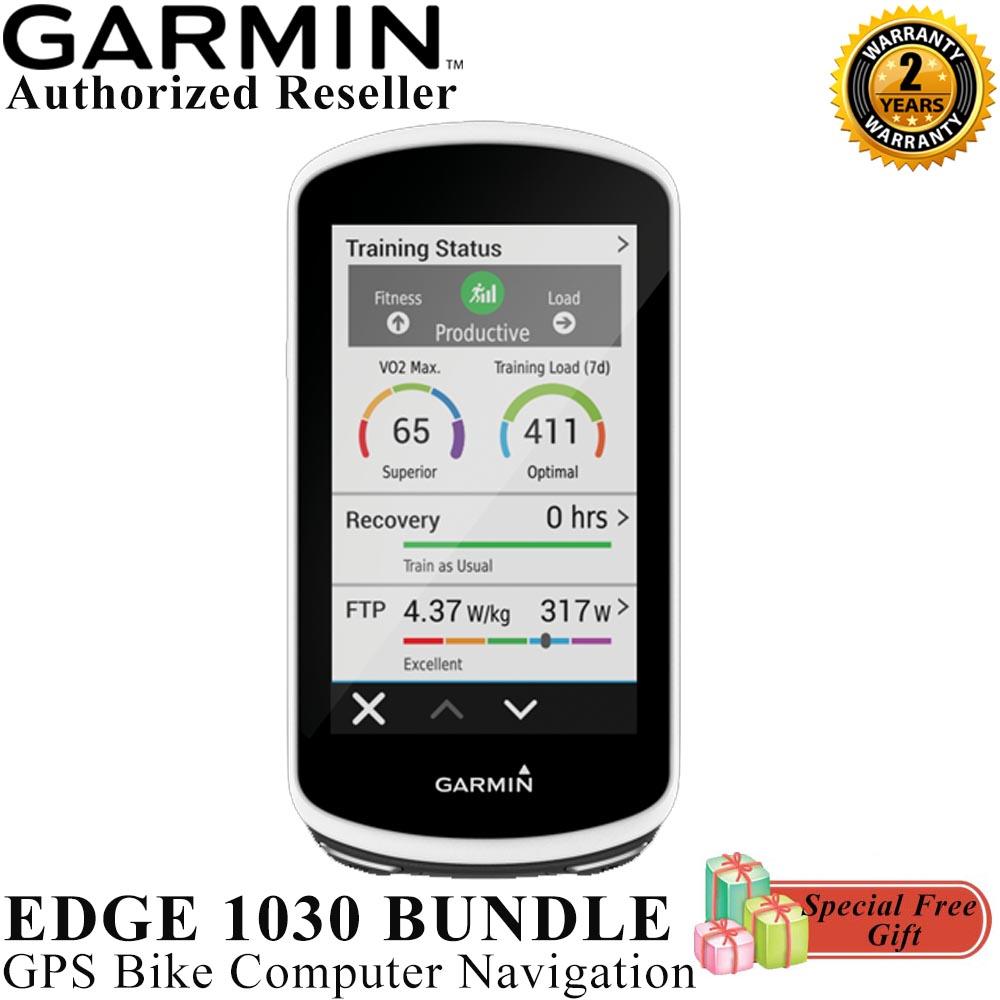 GARMIN™
Authorized Reseller
WARRANTY
2
YEARS
WARRANTY
Training Status >
Fitness
Load
Productive
VO2 Max.
Training Load (7d)
65
411
Superior
Optimal
Recovery 0 hrs >
Train as Usual
FTP 4.37 W/kg 317 W >
Excellent
GARMIN
EDGE 1030 BUNDLE
GPS Bike Computer Navigation
Special Free
Gift